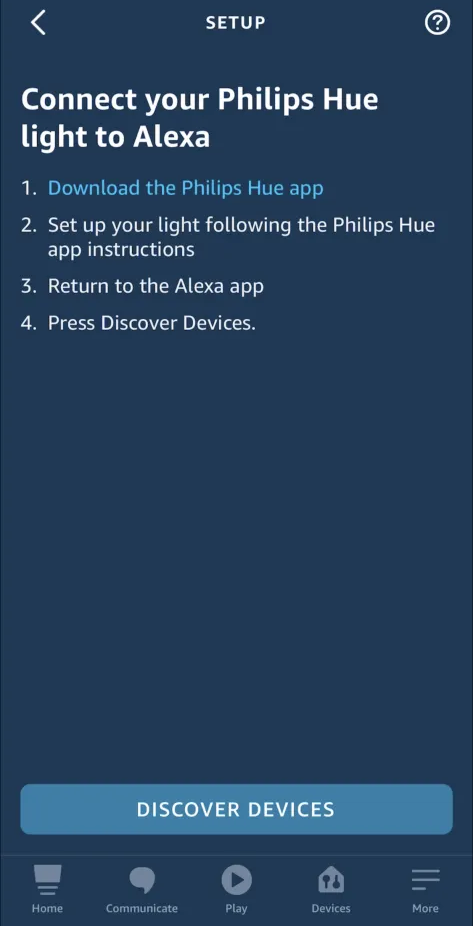 SETUP
Connect your Philips Hue
light to Alexa
1. Download the Philips Hue app
2. Set up your light following the Philips Hue
app instructions
3. Return to the Alexa app
4. Press Discover Devices.
DISCOVER DEVICES
Home Communicate Play Devices More